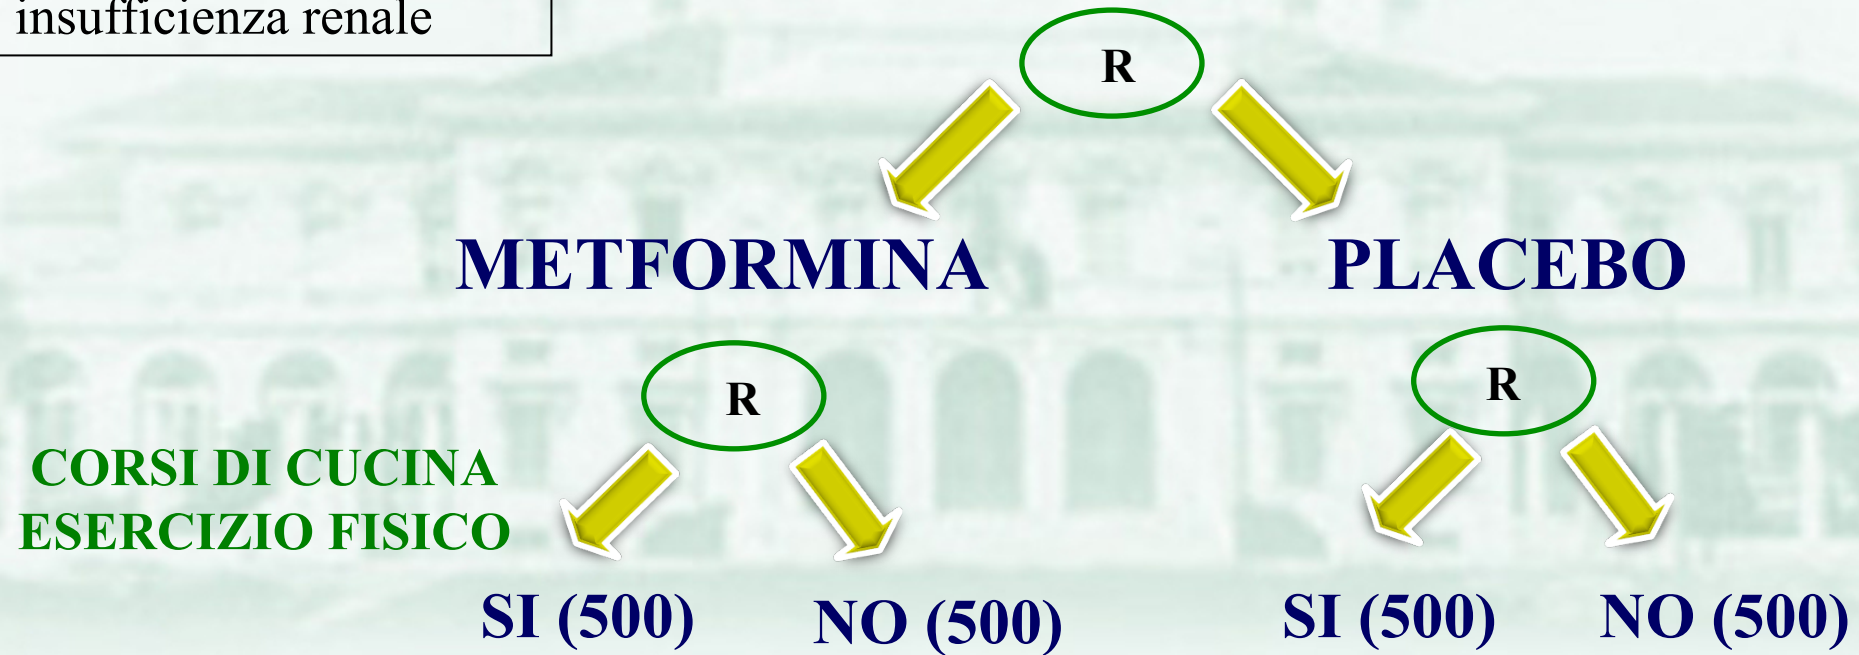 insufficienza renale
R
METFORMINA PLACEBO
R R
CORSI DI CUCINA
ESERCIZIO FISICO
SI (500) NO (500) SI (500) NO (500)